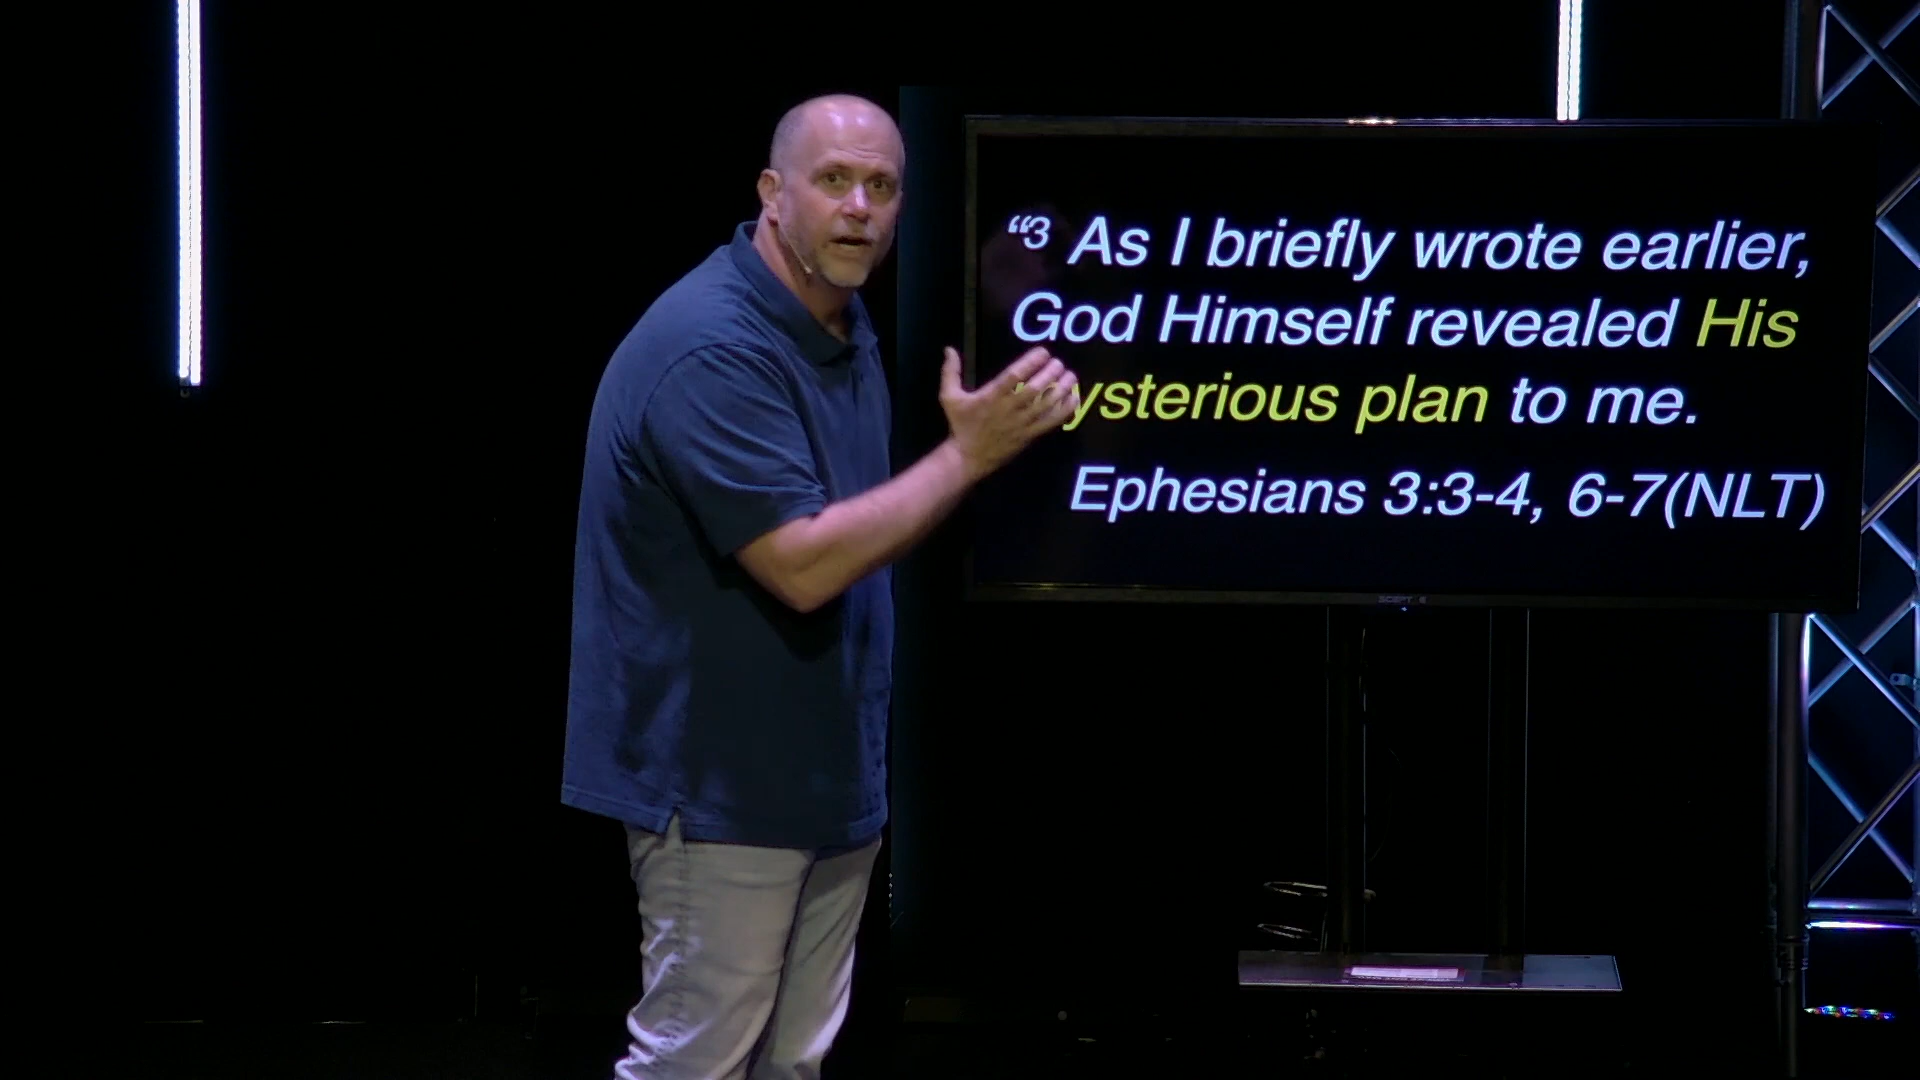 “3 As I briefly wrote earlier,
God Himself revealed His
mysterious plan to me.
Ephesians 3:3-4, 6-7(NLT)